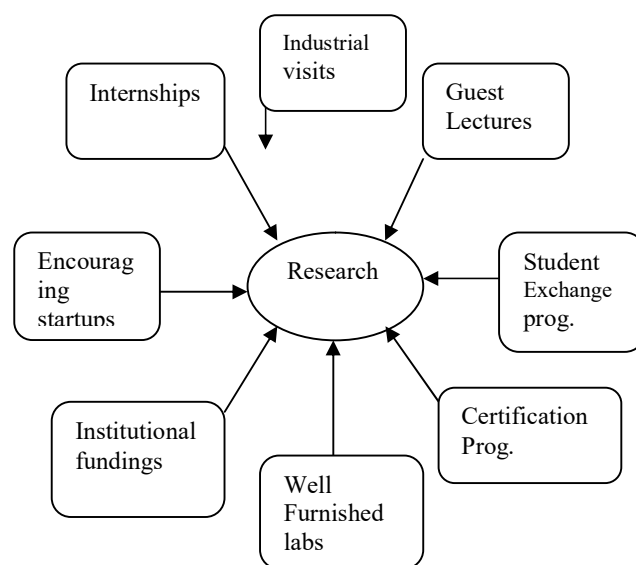 Industrial
visits
Internships
Guest
Lectures
Encourag
ing
startups
Research
Student
Exchange
prog.
Institutional
fundings
Certification
Prog.
Well
Furnished
labs